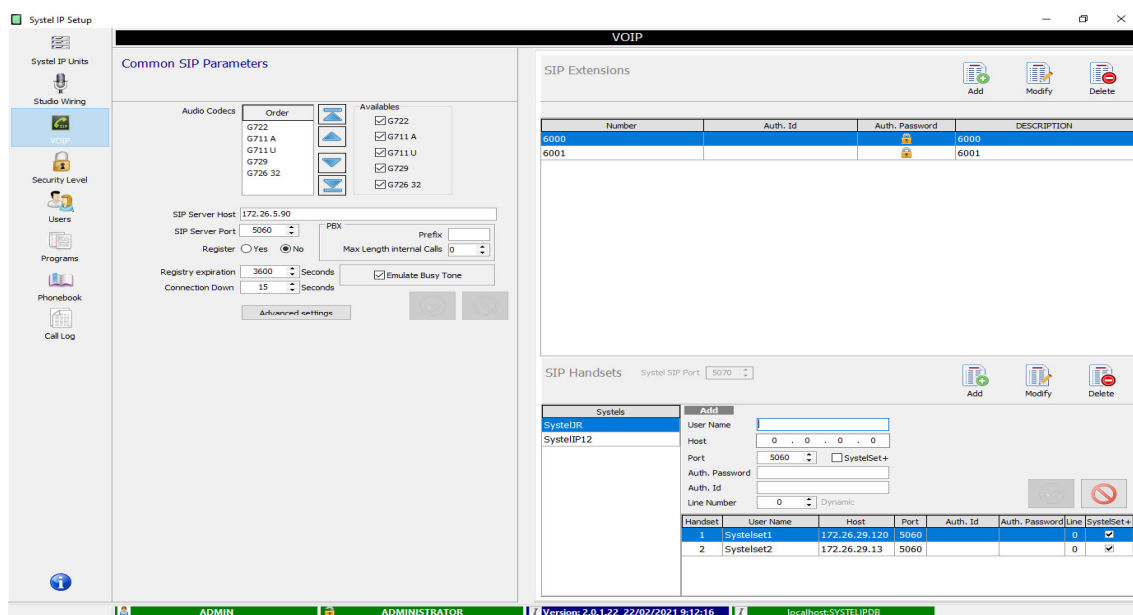 Systel IP Setup
VOIP
Systel IP Units
Studio Wiring
VOIP
Security Level
Users
Programs
Phonebook
Call Log
Common SIP Parameters
Audio Codecs
Order
G722
G711 A
G711 U
G729
G726 32
Availables
G722
G711 A
G711 U
G729
G726 32
SIP Server Host 172.26.5.90
SIP Server Port 5060
Register Yes No
PBX
Prefix
Max Length internal Calls 0
Registry expiration 3600 Seconds
Connection Down 15 Seconds
Emulate Busy Tone
Advanced settings
SIP Extensions
Add Modify Delete
Number Auth. Id Auth. Password DESCRIPTION
6000 6000
6001 6001
SIP Handsets Systel SIP Port 5070
Add Modify Delete
Systels
SystelJR
SystelIP12
Add
User Name
Host 0 . 0 . 0 . 0
Port 5060 SystelSet+
Auth. Password
Auth. Id
Line Number 0 Dynamic
Handset User Name Host Port Auth. Id Auth. Password Line SystelSet+
1 Systelset1 172.26.29.120 5060 0
2 Systelset2 172.26.29.13 5060 0
ADMIN ADMINISTRATOR Version: 2.0.1.22 22/02/2021 9:12:16 localhost:SYSTELIPDB